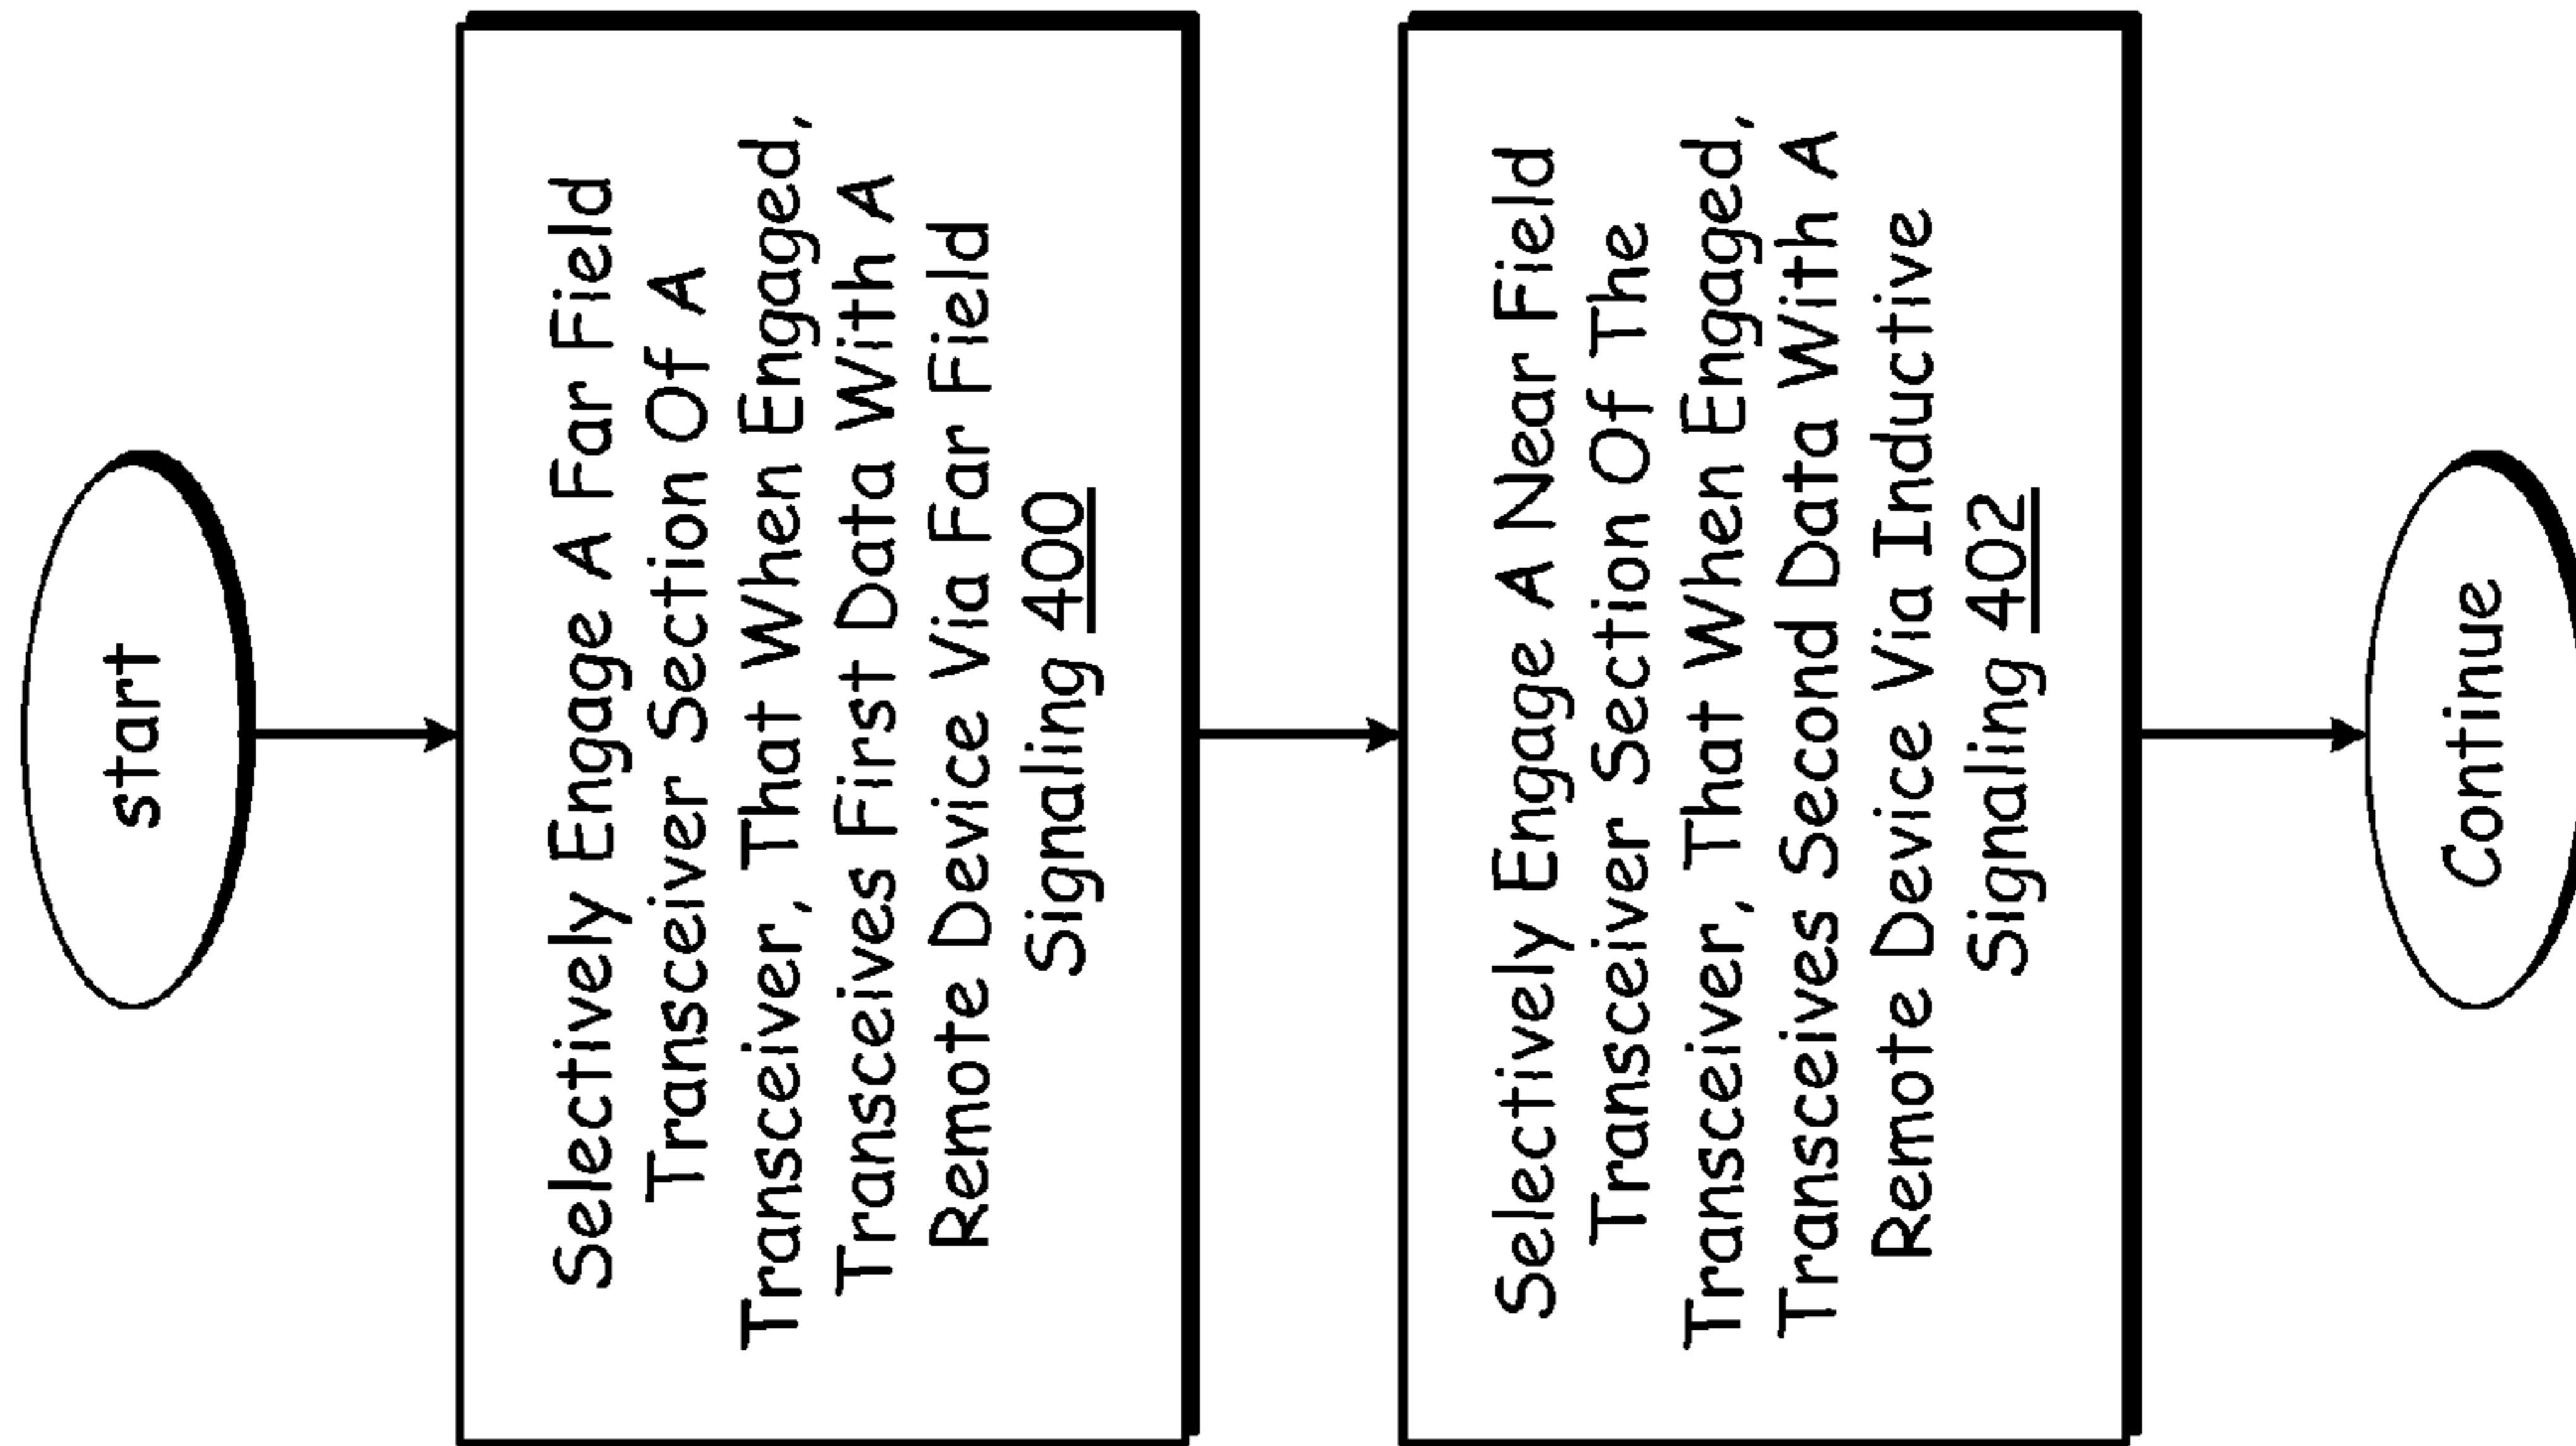 start
Selectively Engage A Far Field
Transceiver Section Of A
Transceiver, That When Engaged,
Transceives First Data With A
Remote Device Via Far Field
Signaling 400
Selectively Engage A Near Field
Transceiver Section Of The
Transceiver, That When Engaged,
Transceives Second Data With A
Remote Device Via Inductive
Signaling 402
Continue